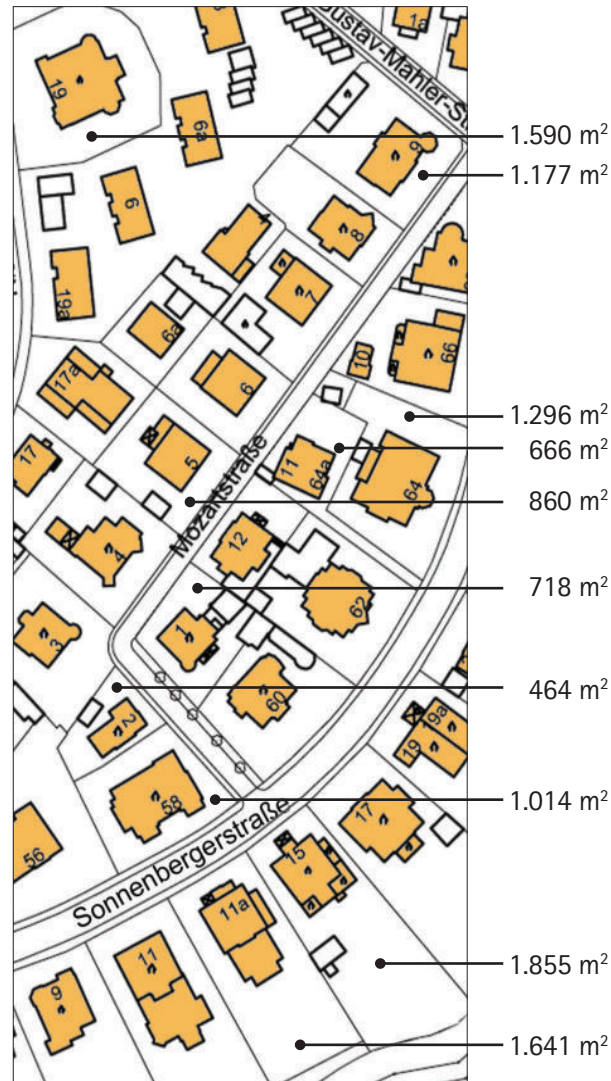 1a
Gustav-Mahler-St
19
6a
1.590 m²
9
1.177 m²
6
8
19a
7
6a
10
66
17a
6
1.296 m²
17
5
11
64a
64
666 m²
Mozartstraße
860 m²
4
12
718 m²
62
3
1
464 m²
2
60
19a
19
58
1.014 m²
17
56
Sonnenbergerstraße
15
11a
11
1.855 m²
9
1.641 m²